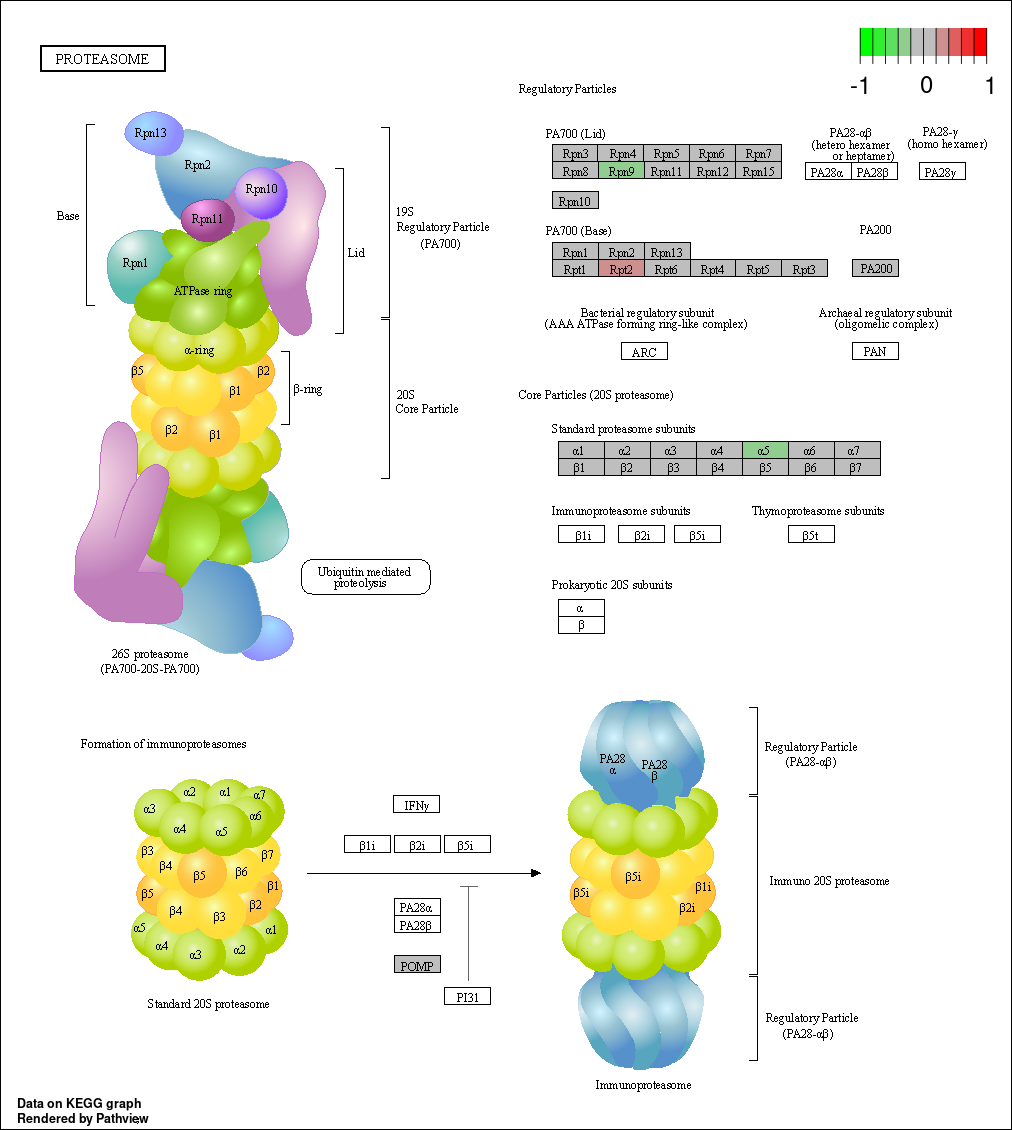 PROTEASOME
-1 0 1
Regulatory Particles
PA700 (Lid)
Rpn3 Rpn4 Rpn5 Rpn6 Rpn7
Rpn8 Rpn9 Rpn11 Rpn12 Rpn15
Rpn10
PA28-αβ
(hetero hexamer
or heptamer)
PA28α PA28β
PA28-γ
(homo hexamer)
PA28γ
PA700 (Base)
Rpn1 Rpn2 Rpn13
Rpt1 Rpt2 Rpt6 Rpt4 Rpt5 Rpt3
PA200
PA200
Bacterial regulatory subunit
(AAA ATPase forming ring-like complex)
ARC
Archaeal regulatory subunit
(oligomelic complex)
PAN
Core Particles (20S proteasome)
Standard proteasome subunits
α1 α2 α3 α4 α5 α6 α7
β1 β2 β3 β4 β5 β6 β7
Immunoproteasome subunits
β1i β2i β5i
Thymoproteasome subunits
β5t
Prokaryotic 20S subunits
α
β
Rpn13
Rpn2
Rpn10
Rpn11
Rpn1
ATPase ring
α-ring
β5
β2
β1
β2
β1
Base
Lid
19S
Regulatory Particle
(PA700)
β-ring
20S
Core Particle
Ubiquitin mediated
proteolysis
26S proteasome
(PA700-20S-PA700)
Formation of immunoproteasomes
α3 α2 α1 α7
α4 α5 α6
β3 β4 β5 β6 β7
β5 β4 β3 β2 β1
α5 α4 α3 α2 α1
Standard 20S proteasome
IFNγ
β1i β2i β5i
PA28α
PA28β
POMP
PI31
PA28
α
PA28
β
β5i
β5i
β1i
β2i
Regulatory Particle
(PA28-αβ)
Immuno 20S proteasome
Regulatory Particle
(PA28-αβ)
Immunoproteasome
Data on KEGG graph
Rendered by Pathview